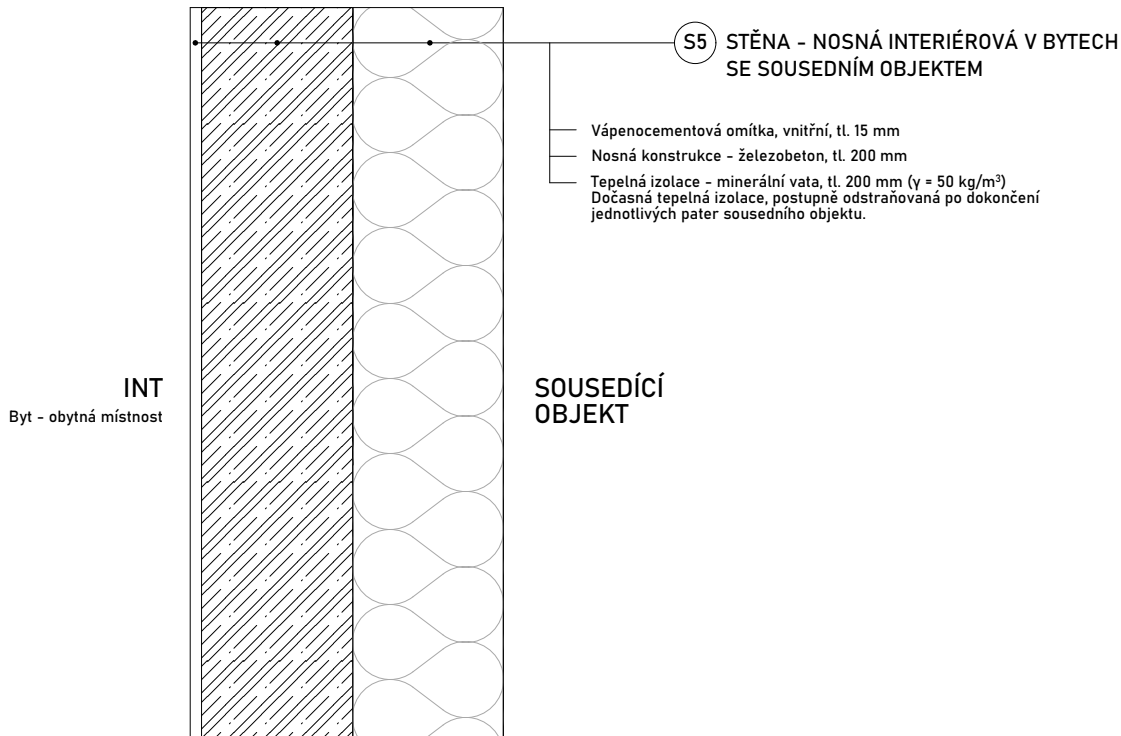 S5
STĚNA - NOSNÁ INTERIÉROVÁ V BYTECH
SE SOUSEDNÍM OBJEKTEM
Vápenocementová omítka, vnitřní, tl. 15 mm
Nosná konstrukce - železobeton, tl. 200 mm
Tepelná izolace - minerální vata, tl. 200 mm (γ = 50 kg/m³)
Dočasná tepelná izolace, postupně odstraňovaná po dokončení
jednotlivých pater sousedního objektu.
INT
Byt - obytná místnost
SOUSEDÍCÍ
OBJEKT